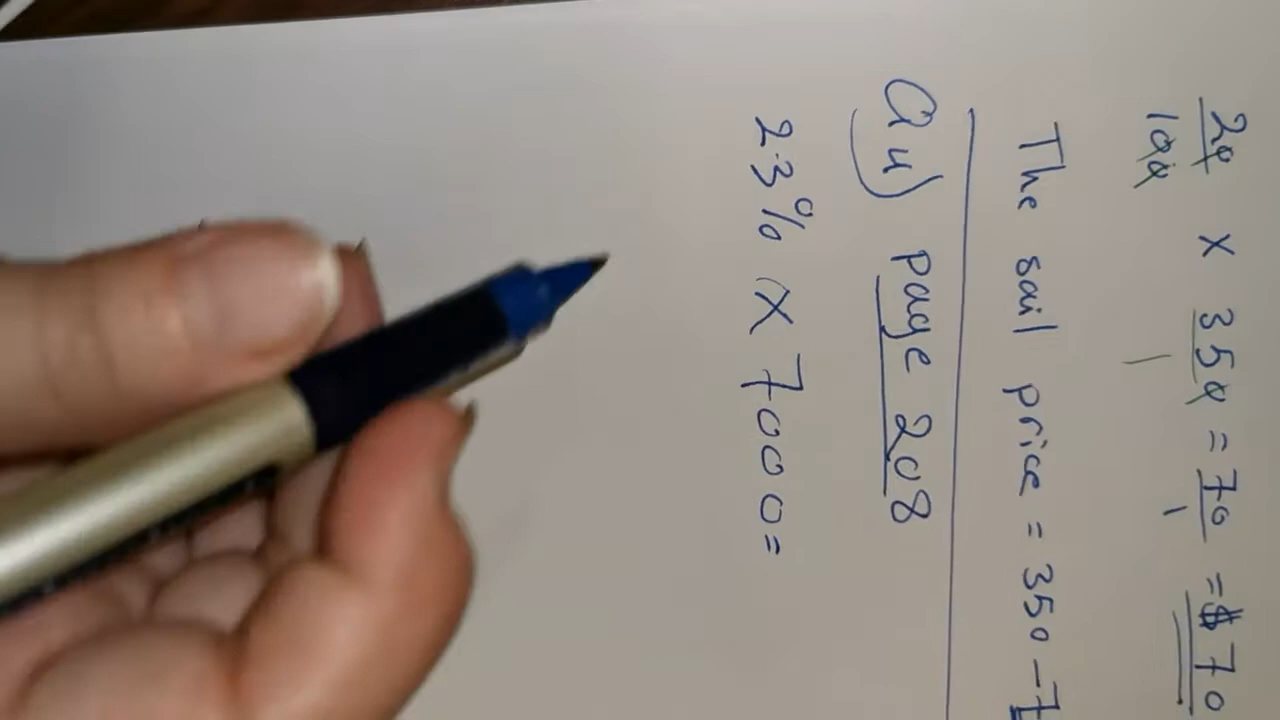 20/100 x 350/1 = 70/1 = $70
The sail price = 350 - 7
Q4) page 208
23% x 7000 =